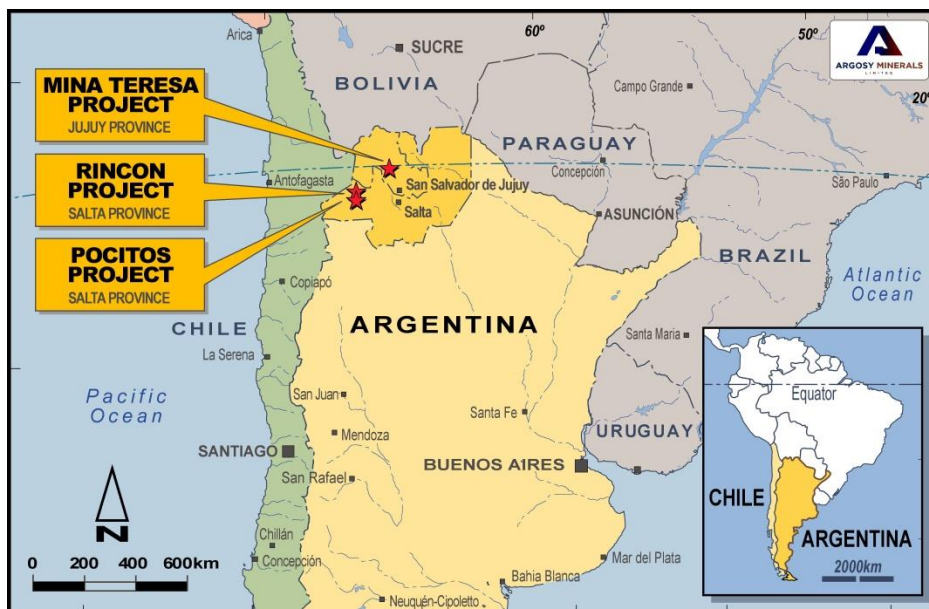 60°
50°
20°
Arica
SUCRE
BOLIVIA
Campo Grande
ARGOSY MINERALS
LIMITED
MINA TERESA
PROJECT
JUJUY PROVINCE
RINCON
PROJECT
SALTA PROVINCE
POCITOS
PROJECT
SALTA PROVINCE
PARAGUAY
Concepción
Antofagasta
San Salvador de Jujuy
Salta
São Paulo
ASUNCIÓN
BRAZIL
Atlantic
Ocean
Copiapó
CHILE
ARGENTINA
La Serena
Santa Maria
Pacific
Ocean
San Juan
Santa Fe
Mendoza
URUGUAY
SANTIAGO
BUENOS AIRES
San Rafael
N
Chillán
Concepción
0 200 400 600km
Mar del Plata
Bahia Blanca
Neuquén-Cipoletto
Equator
CHILE
ARGENTINA
2000km